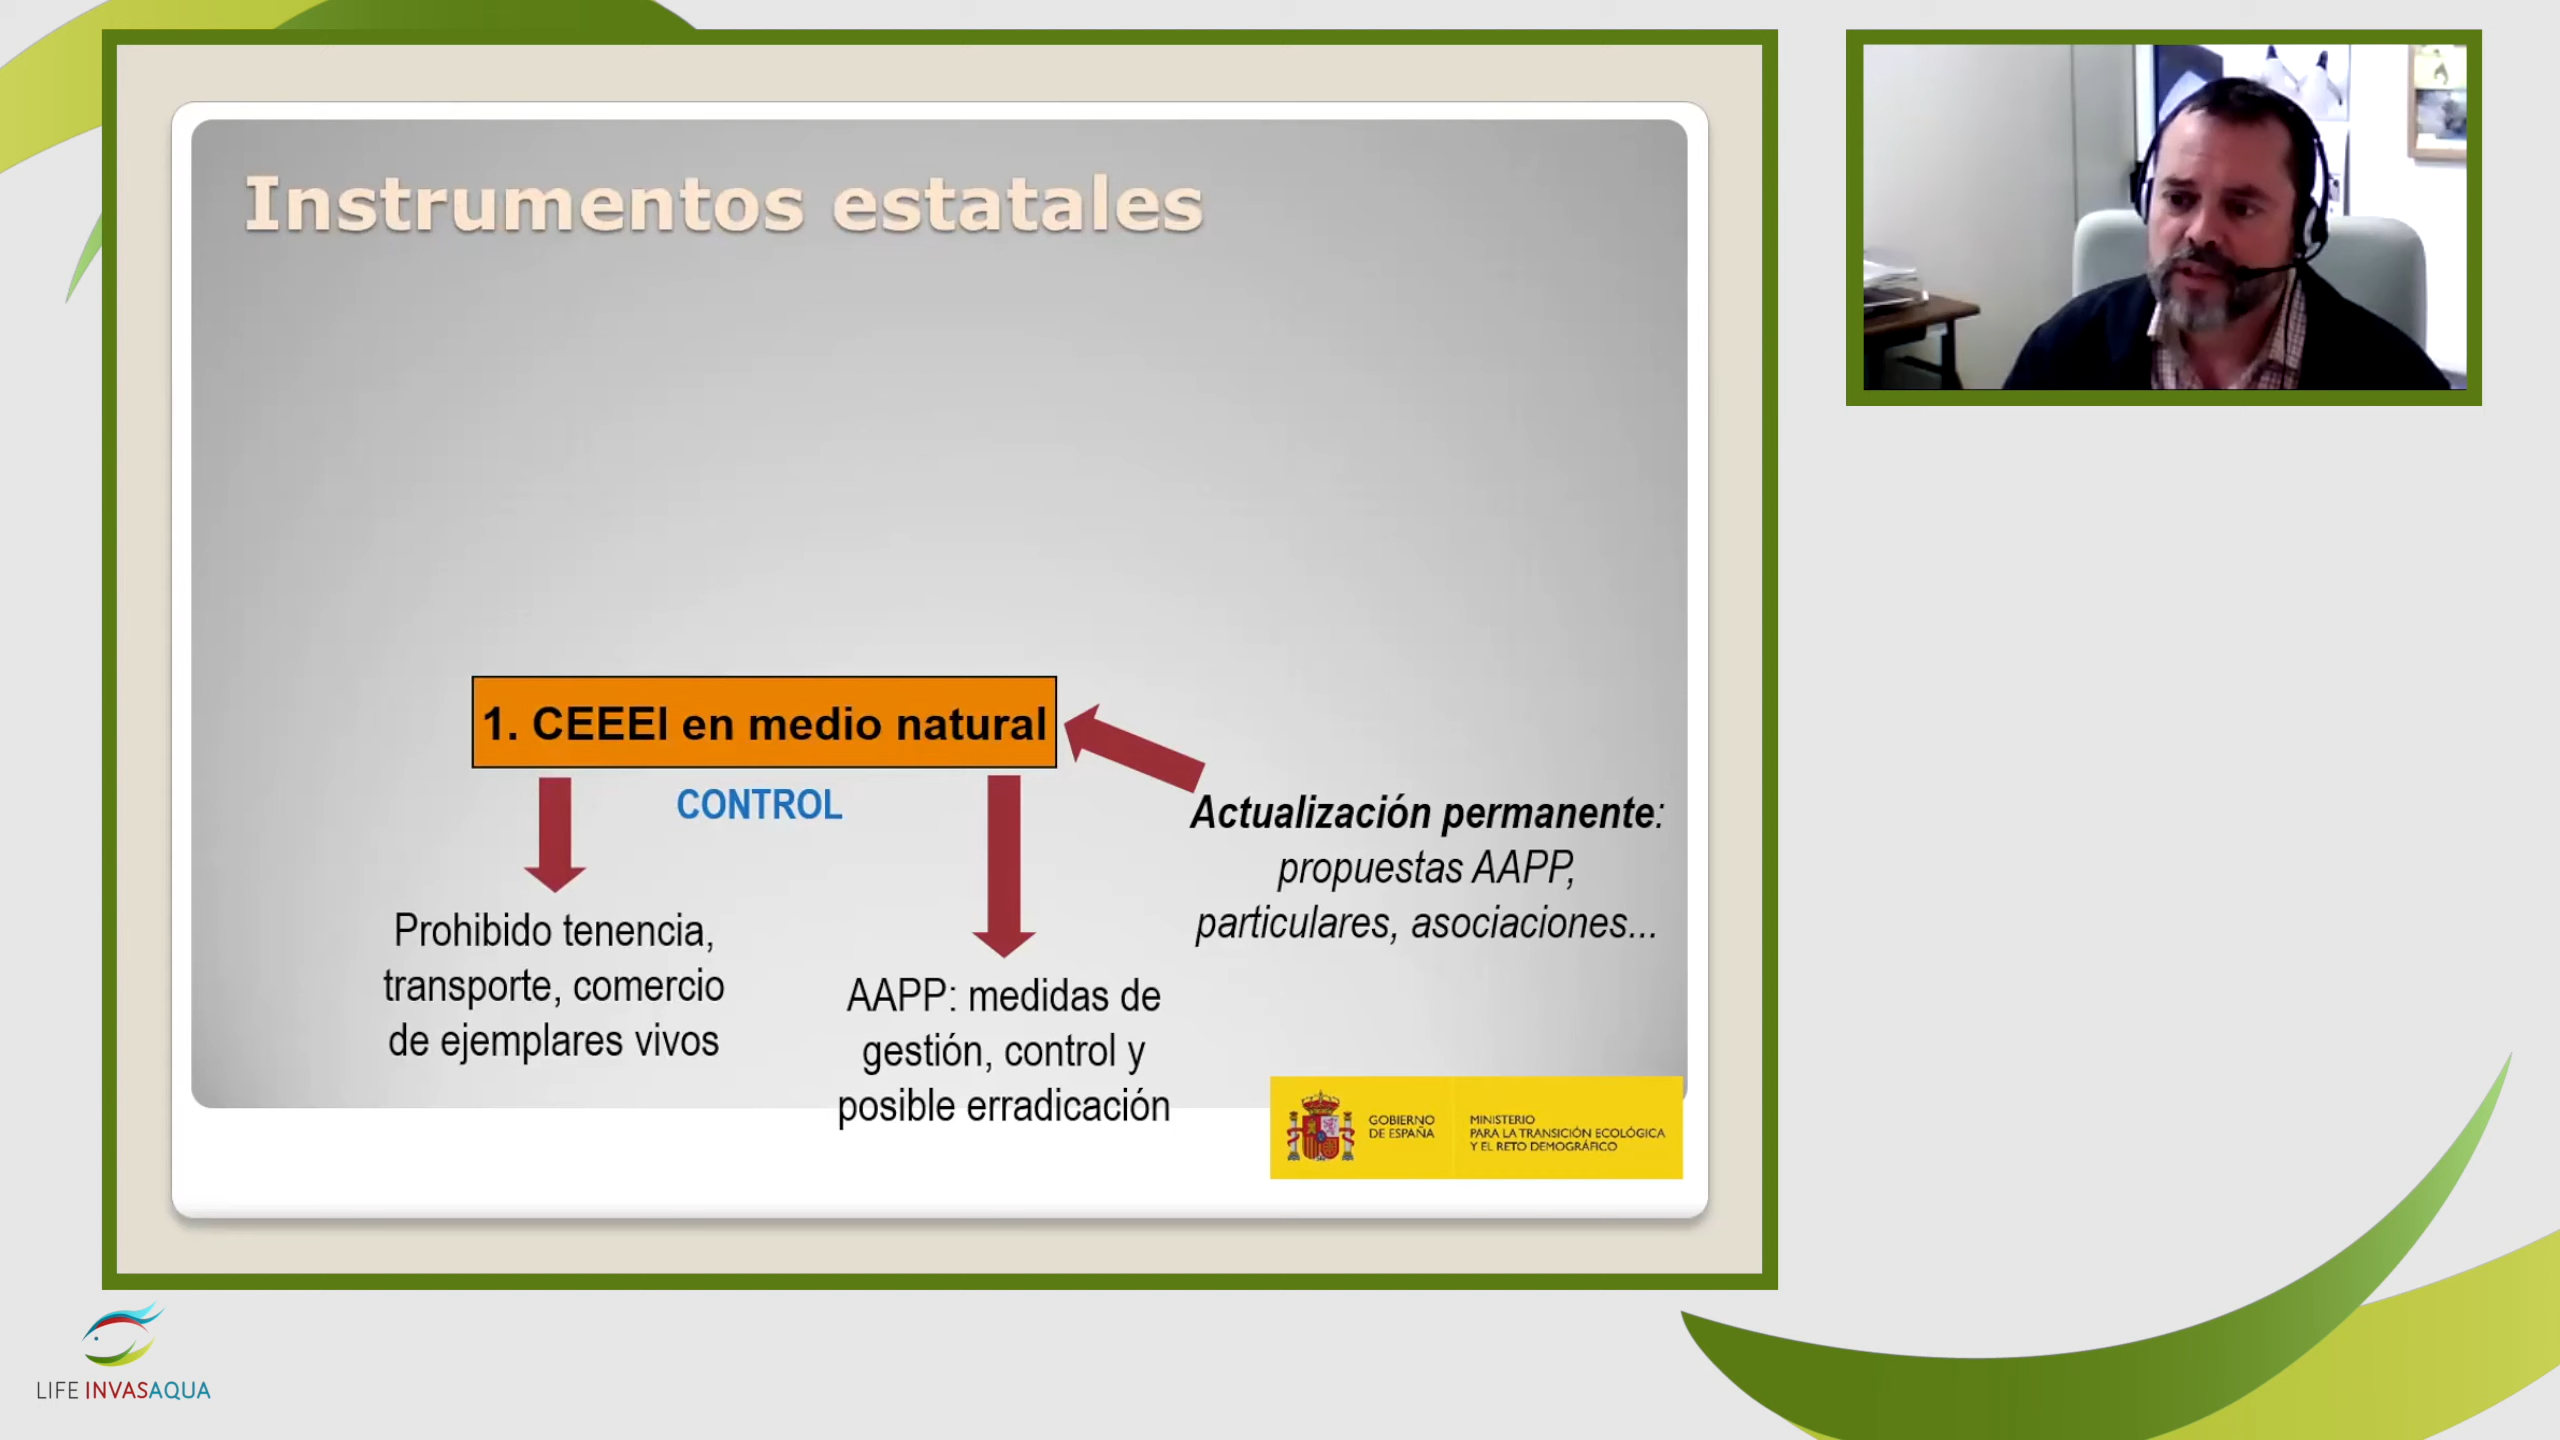 Instrumentos estatales
1. CEEEI en medio natural
CONTROL
Actualización permanente:
propuestas AAPP,
particulares, asociaciones...
Prohibido tenencia,
transporte, comercio
de ejemplares vivos
AAPP: medidas de
gestión, control y
posible erradicación
GOBIERNO
DE ESPAÑA
MINISTERIO
PARA LA TRANSICIÓN ECOLÓGICA
Y EL RETO DEMOGRÁFICO
LIFE INVASAQUA